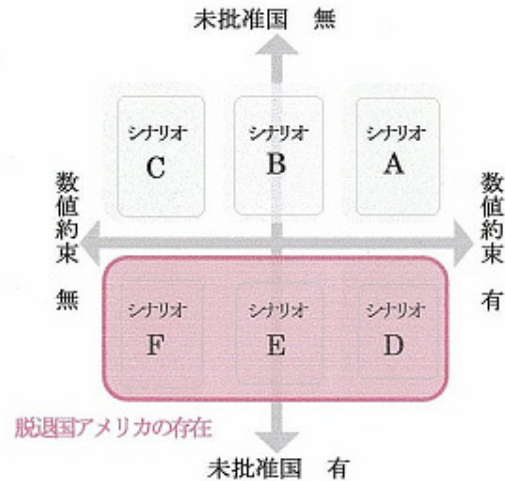 未批准国　無
シナリオ
C
シナリオ
B
シナリオ
A
数値約束　無
数値約束　有
シナリオ
F
シナリオ
E
シナリオ
D
脱退国アメリカの存在
未批准国　有